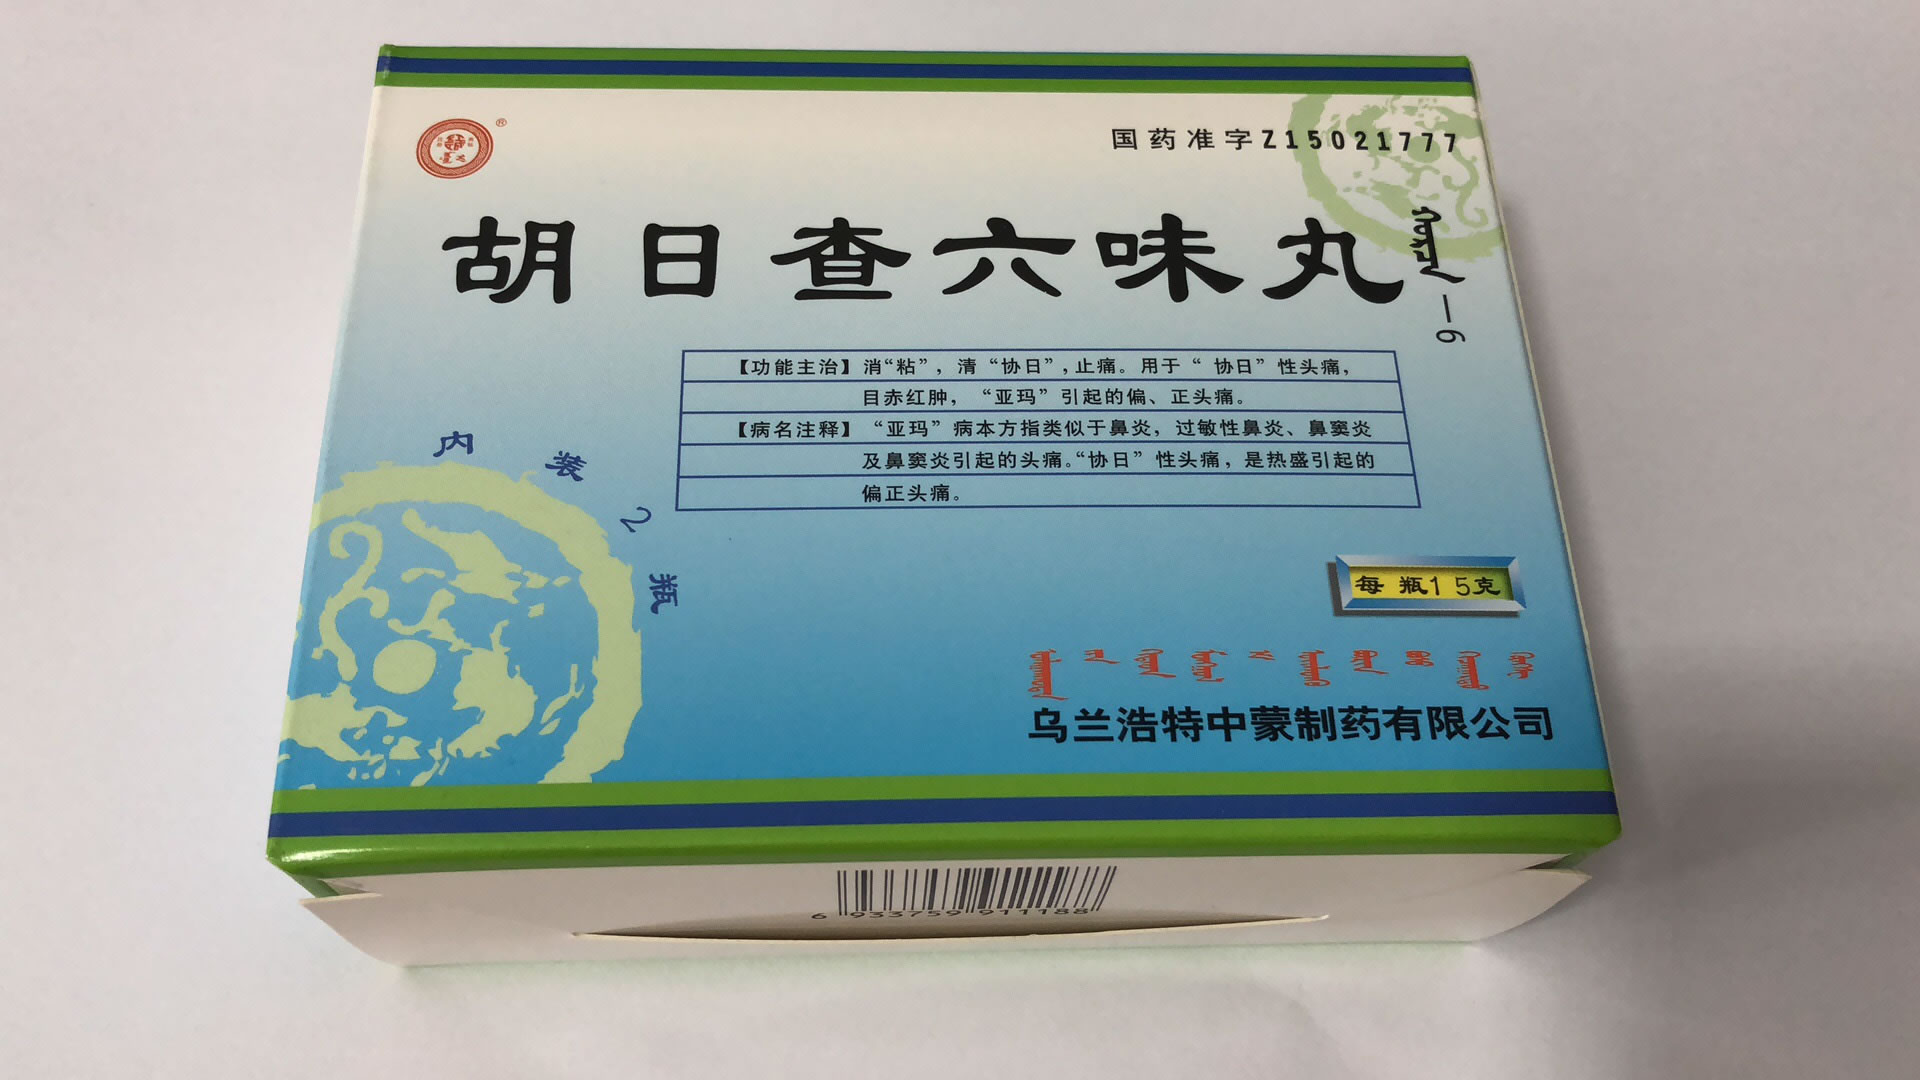 ®
国药准字Z15021777
胡日查六味丸
-6
【功能主治】消“粘”，清“协日”,止痛。用于“协日”性头痛，
目赤红肿，“亚玛”引起的偏、正头痛。
【病名注释】“亚玛”病本方指类似于鼻炎，过敏性鼻炎、鼻窦炎
及鼻窦炎引起的头痛。“协日”性头痛，是热盛引起的
偏正头痛。
内装2瓶
每瓶15克
乌兰浩特中蒙制药有限公司
6 933759 911188